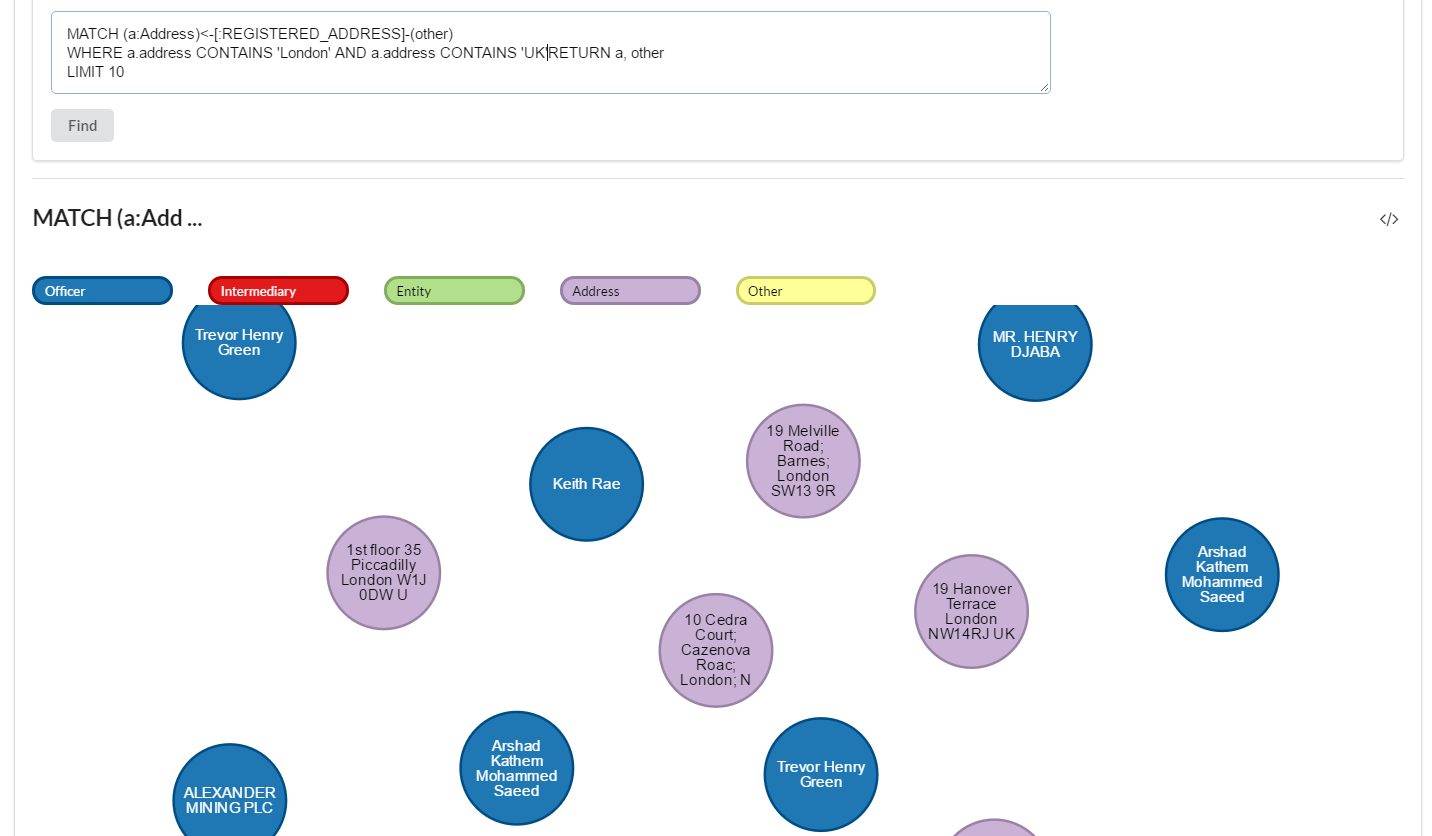 MATCH (a:Address)<-[:REGISTERED_ADDRESS]-(other)
WHERE a.address CONTAINS 'London' AND a.address CONTAINS 'UK'RETURN a, other
LIMIT 10
Find
MATCH (a:Add ...
</>
Officer
Intermediary
Entity
Address
Other
Trevor Henry
Green
MR. HENRY
DJABA
19 Melville
Road;
Barnes;
London
SW13 9R
Keith Rae
1st floor 35
Piccadilly
London W1J
0DW U
Arshad
Kathem
Mohammed
Saeed
19 Hanover
Terrace
London
NW14RJ UK
10 Cedra
Court;
Cazenova
Roac;
London; N
Arshad
Kathem
Mohammed
Saeed
Trevor Henry
Green
ALEXANDER
MINING PLC